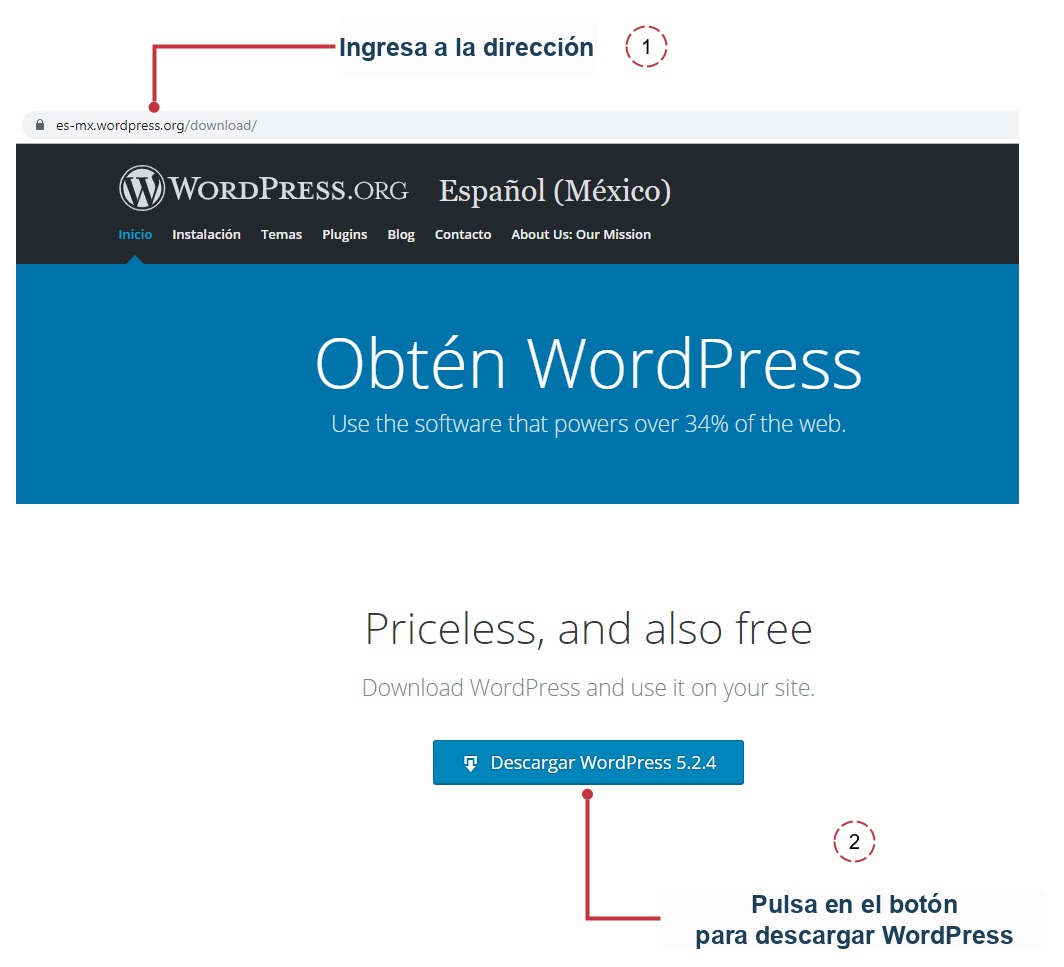 Ingresa a la dirección
1
es-mx.wordpress.org/download/
WORDPRESS.ORG Español (México)
Inicio Instalación Temas Plugins Blog Contacto About Us: Our Mission
Obtén WordPress
Use the software that powers over 34% of the web.
Priceless, and also free
Download WordPress and use it on your site.
Descargar WordPress 5.2.4
2
Pulsa en el botón
para descargar WordPress